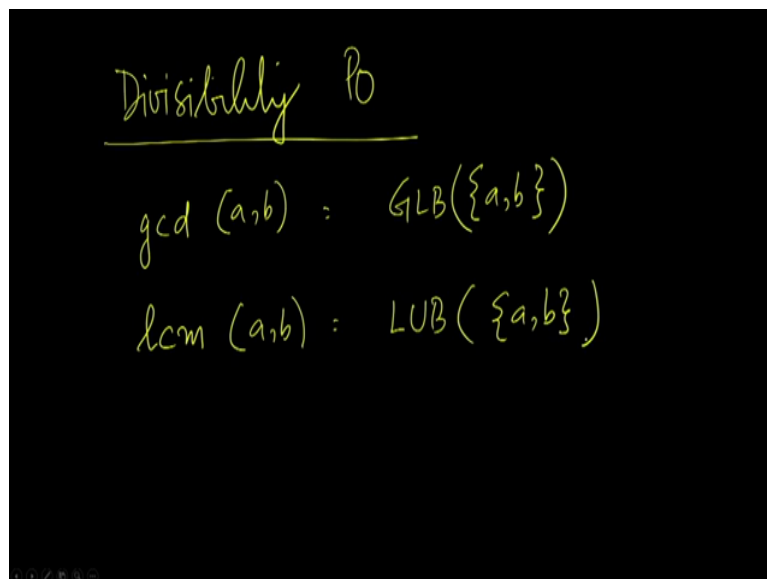 Divisibility PO
gcd (a,b) : GLB({a,b})
lcm (a,b) : LUB({a,b})